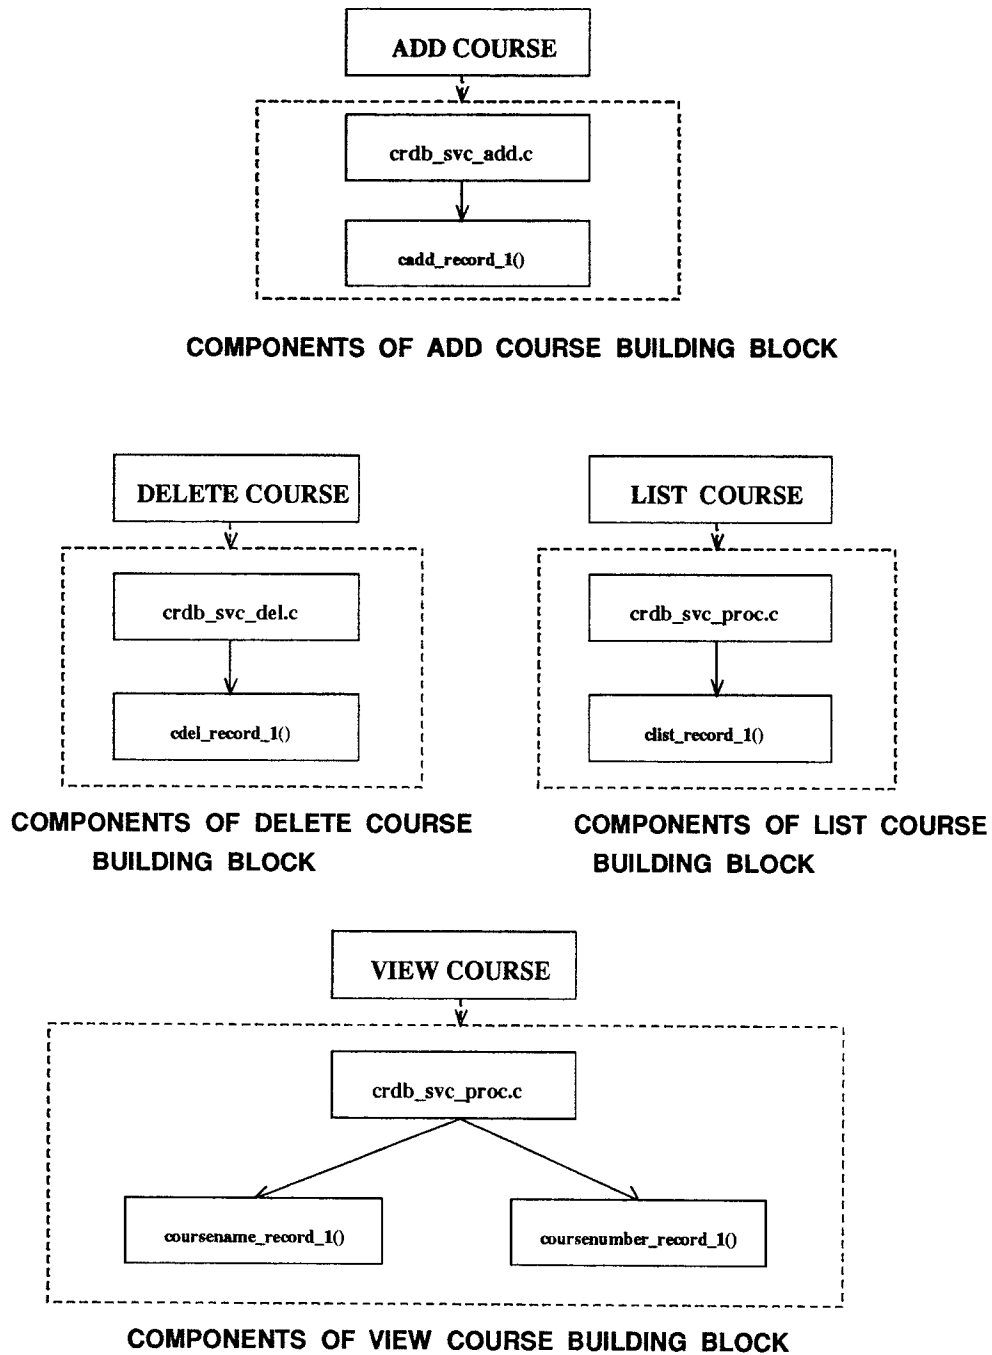 ADD COURSE
crdb_svc_add.c
cadd_record_1()
COMPONENTS OF ADD COURSE BUILDING BLOCK
DELETE COURSE
crdb_svc_del.c
cdel_record_1()
COMPONENTS OF DELETE COURSE
BUILDING BLOCK
LIST COURSE
crdb_svc_proc.c
clist_record_1()
COMPONENTS OF LIST COURSE
BUILDING BLOCK
VIEW COURSE
crdb_svc_proc.c
coursename_record_1()
coursenumber_record_1()
COMPONENTS OF VIEW COURSE BUILDING BLOCK